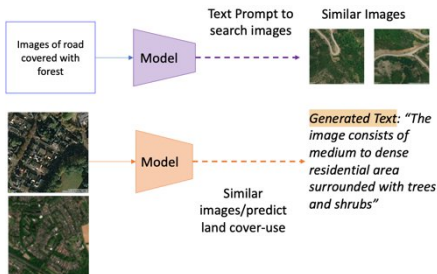 Images of road
covered with
forest
Model
Text Prompt to
search images
Similar Images
Model
Similar
images/predict
land cover-use
Generated Text: “The
image consists of
medium to dense
residential area
surrounded with trees
and shrubs”